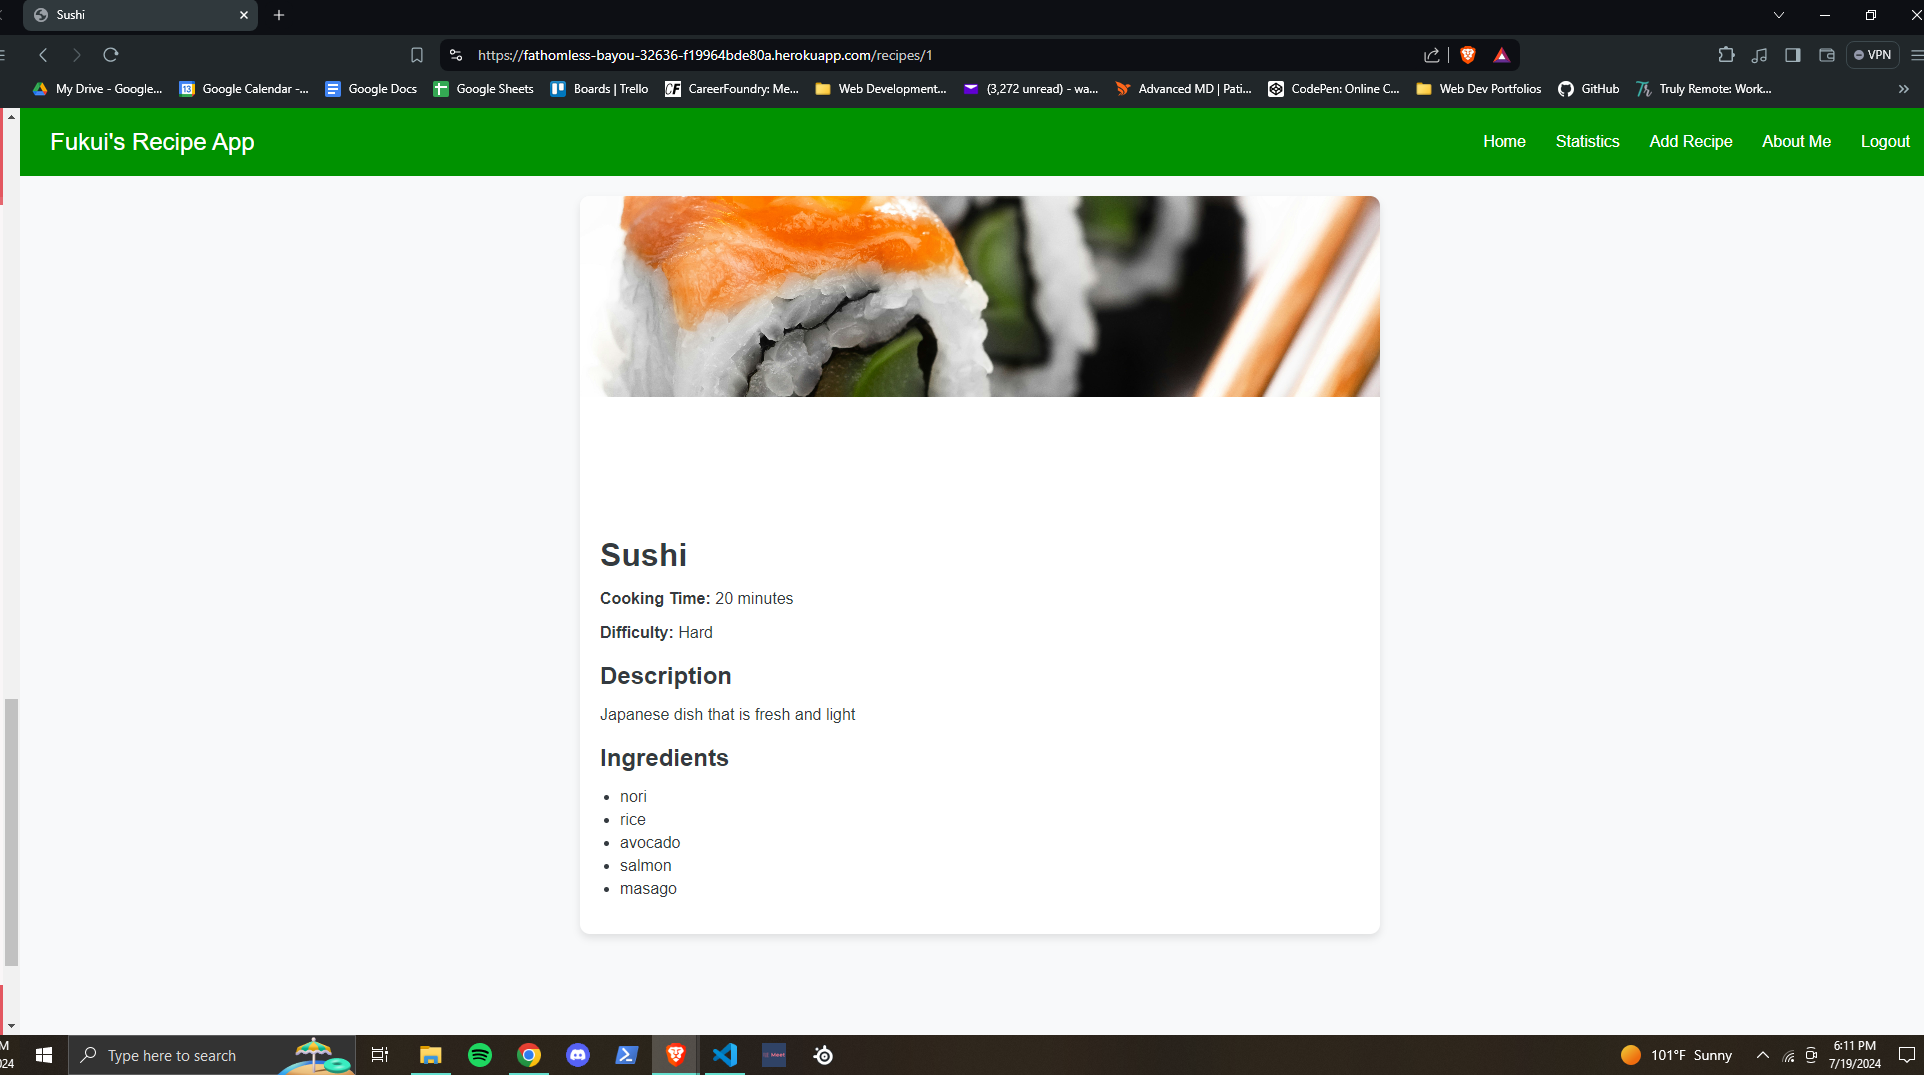 Sushi
https://fathomless-bayou-32636-f19964bde80a.herokuapp.com/recipes/1
VPN
My Drive - Google... Google Calendar -... Google Docs Google Sheets Boards | Trello CareerFoundry: Me... Web Development... (3,272 unread) - wa... Advanced MD | Pati... CodePen: Online C... Web Dev Portfolios GitHub Truly Remote: Work...
Fukui's Recipe App Home Statistics Add Recipe About Me Logout
Sushi
Cooking Time: 20 minutes
Difficulty: Hard
Description
Japanese dish that is fresh and light
Ingredients
nori
rice
avocado
salmon
masago
Type here to search
101°F Sunny
6:11 PM
7/19/2024